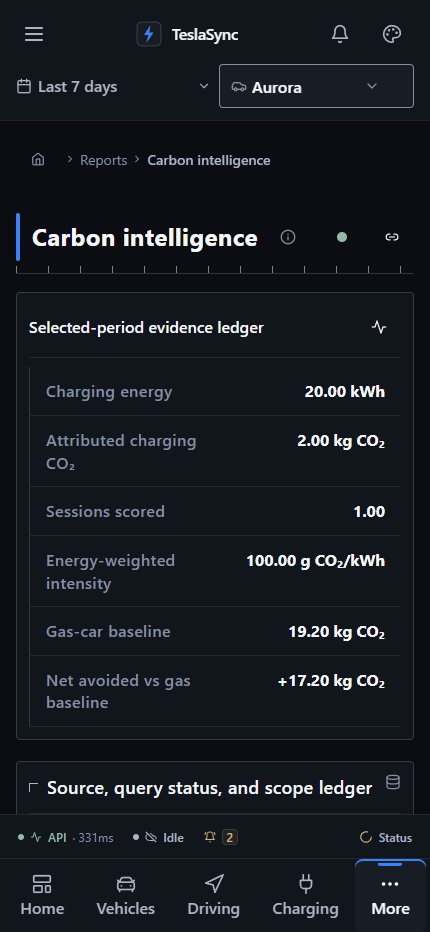 TeslaSync
Last 7 days
Aurora
Reports
Carbon intelligence
Carbon intelligence
Selected-period evidence ledger
Charging energy
20.00 kWh
Attributed charging
CO₂
2.00 kg CO₂
Sessions scored
1.00
Energy-weighted
intensity
100.00 g CO₂/kWh
Gas-car baseline
19.20 kg CO₂
Net avoided vs gas
baseline
+17.20 kg CO₂
Source, query status, and scope ledger
API · 331ms
Idle
2
Status
Home
Vehicles
Driving
Charging
More